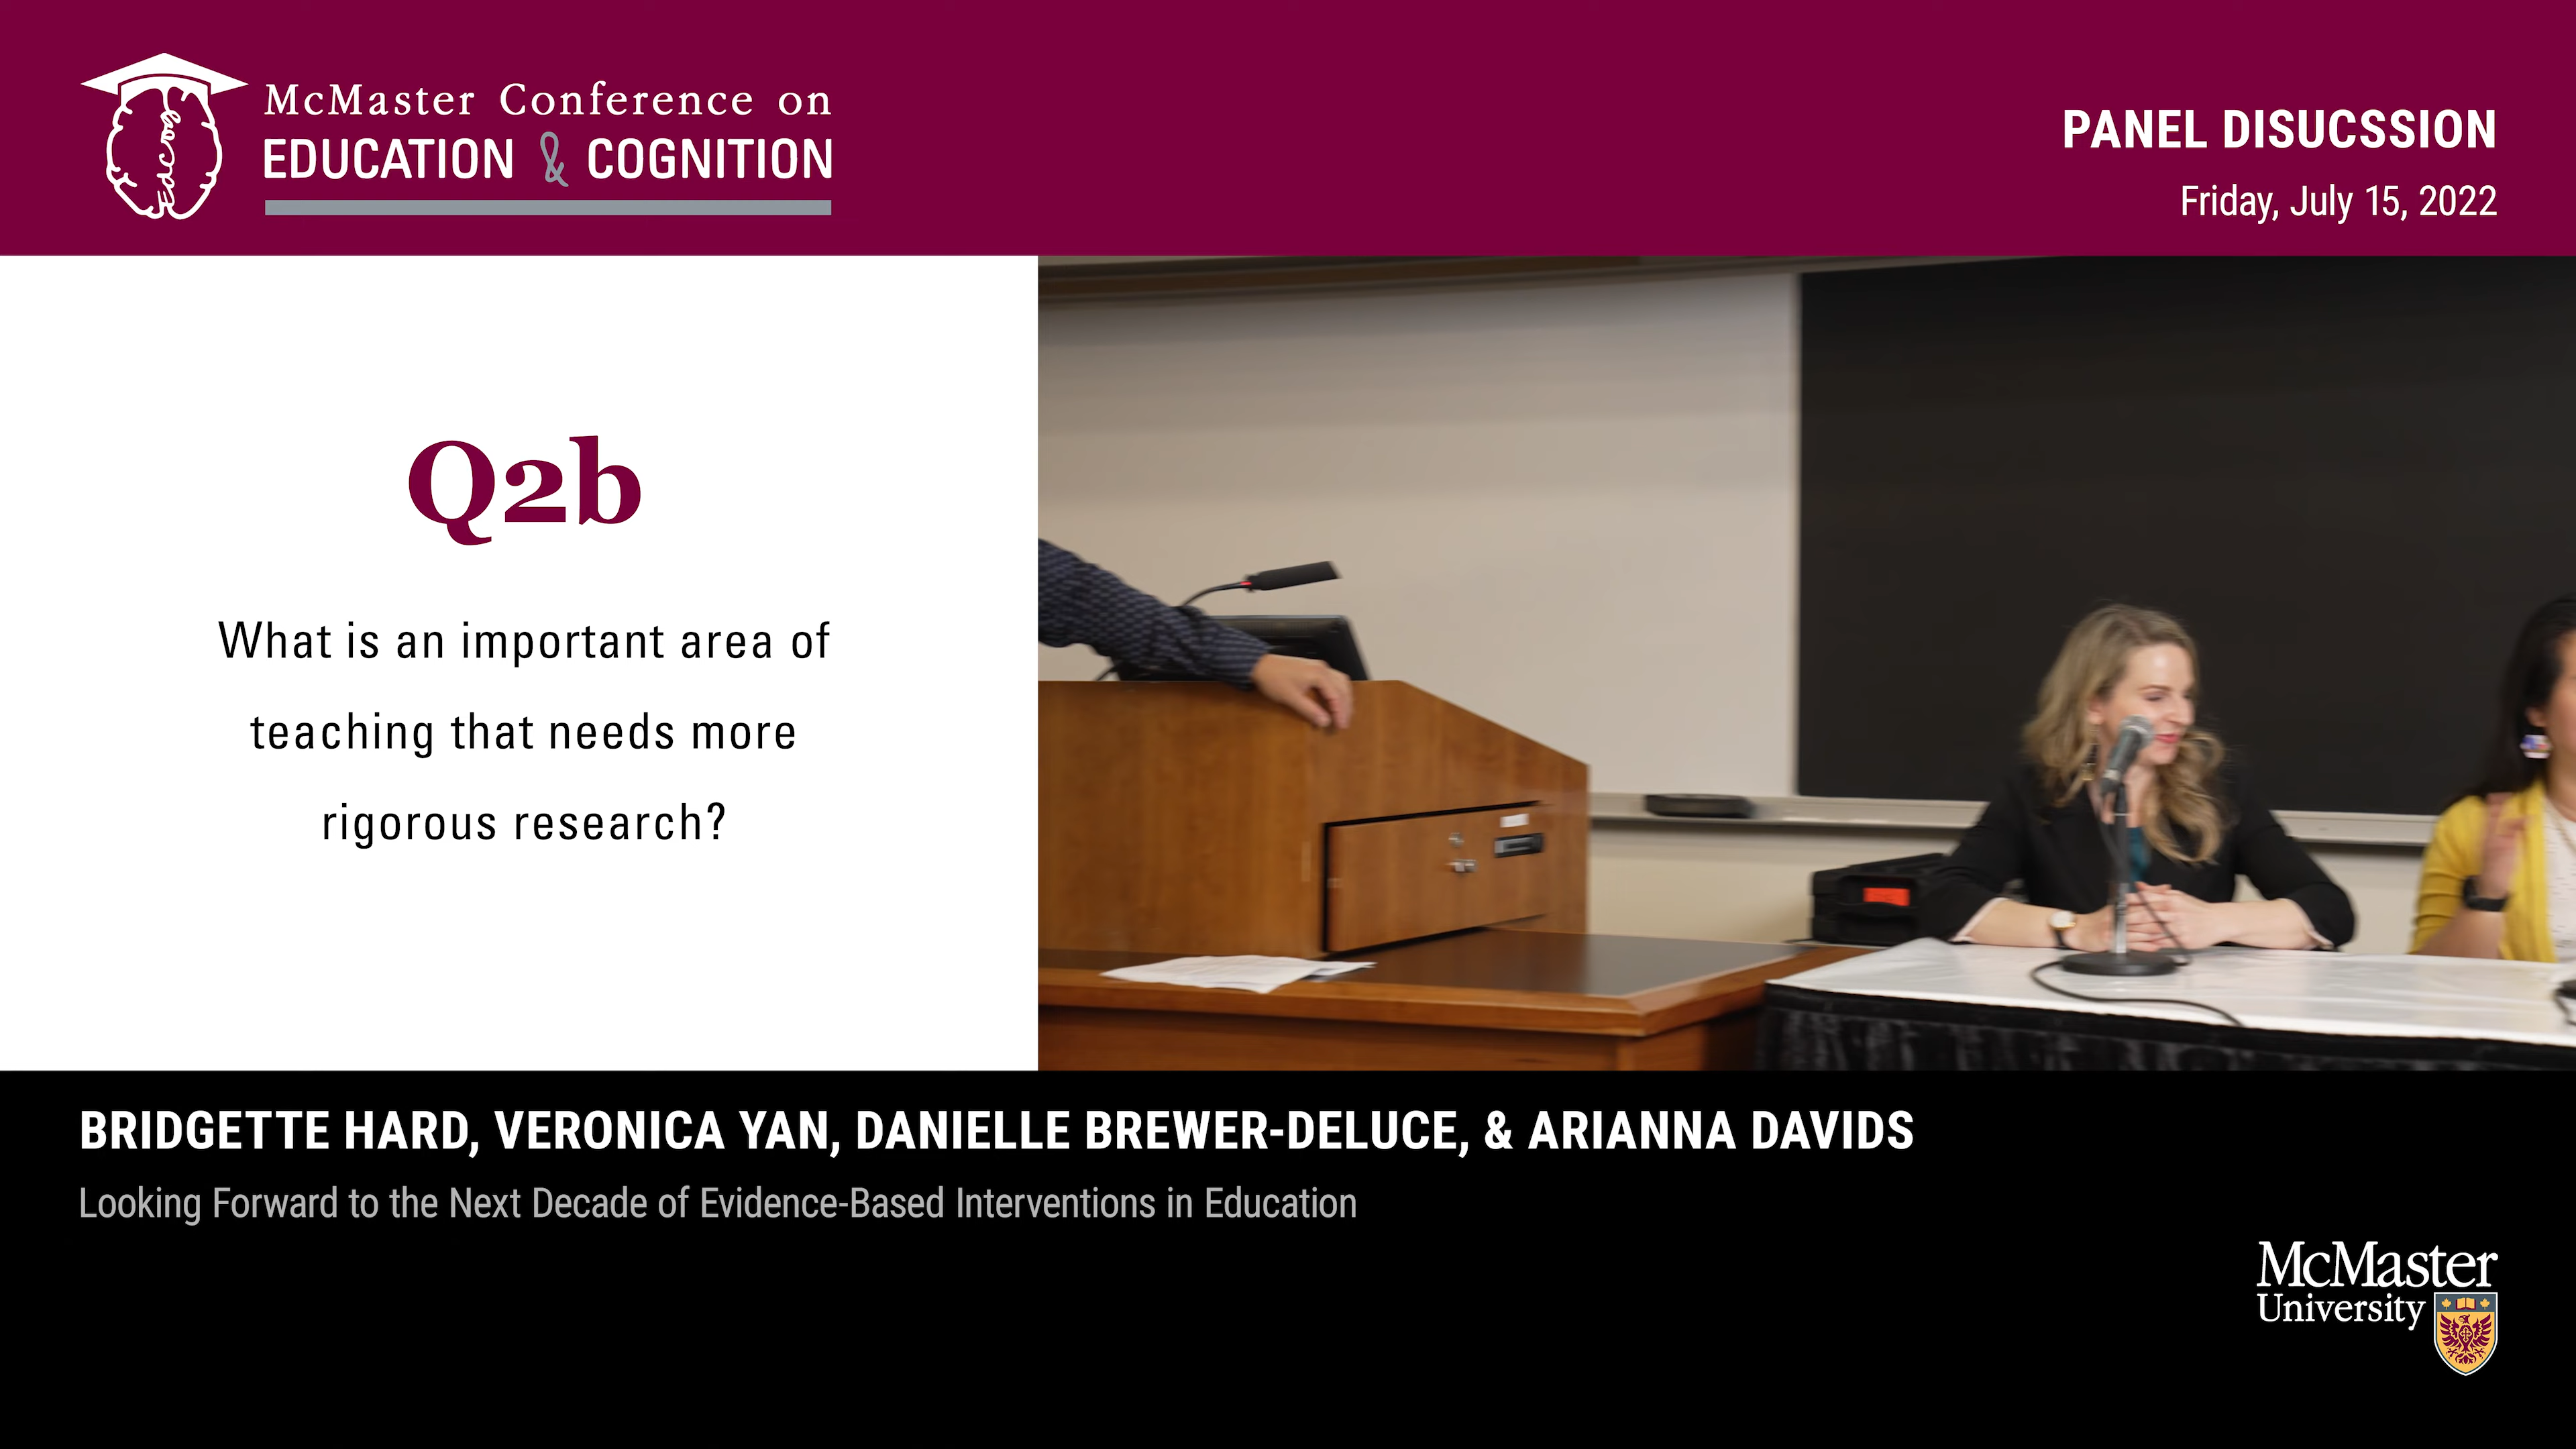 McMaster Conference on
EDUCATION & COGNITION
EdCog
PANEL DISUCSSION
Friday, July 15, 2022
Q2b
What is an important area of
teaching that needs more
rigorous research?
BRIDGETTE HARD, VERONICA YAN, DANIELLE BREWER-DELUCE, & ARIANNA DAVIDS
Looking Forward to the Next Decade of Evidence-Based Interventions in Education
McMaster
University